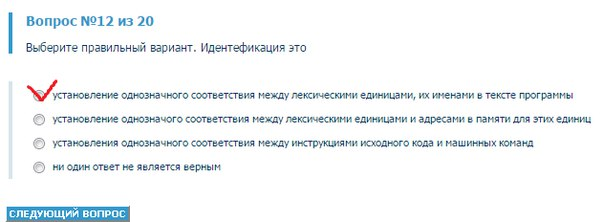 Вопрос №12 из 20
Выберите правильный вариант. Идентефикация это
установление однозначного соответствия между лексическими единицами, их именами в тексте программы
установление однозначого соответствия между лексическими единицами и адресами в памяти для этих единиц
установления однозначного соответствия между инструкциями исходного кода и машинных команд
ни один ответ не является верным
СЛЕДУЮЩИЙ ВОПРОС